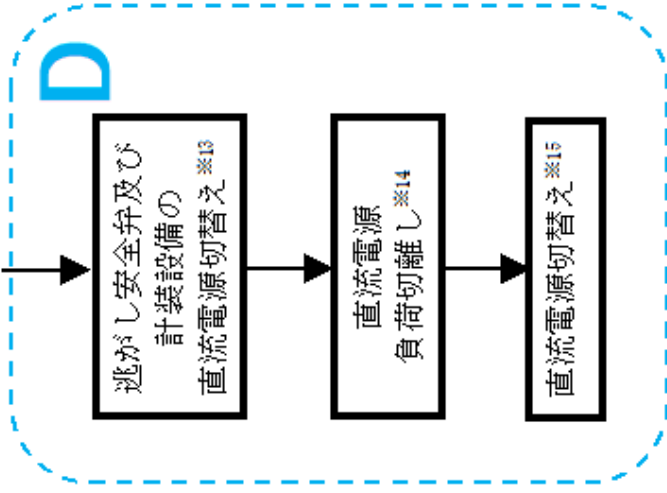 D
逃がし安全弁及び
計装設備の
直流電源切替え※13
直流電源
負荷切離し※14
直流電源切替え※15